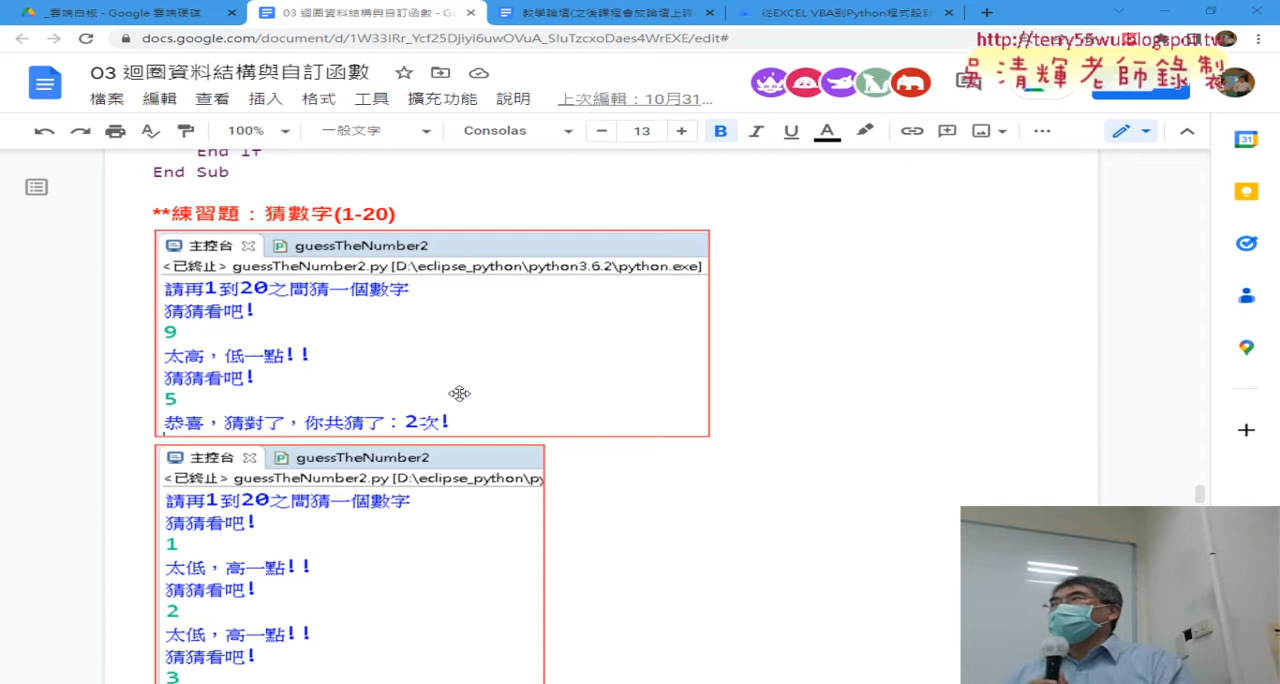 _雲端白板 - Google 雲端硬碟
03 迴圈資料結構與自訂函數 - Go
教學論壇(之後課程會放論壇上課
從EXCEL VBA到Python程式設計
docs.google.com/document/d/1W33IRr_Ycf25Djiyi6uwOVuA_SIuTzcxoDaes4WrEXE/edit#
http://terry55wu.blogspot.tw
吳清輝老師錄製
03 迴圈資料結構與自訂函數
檔案 編輯 查看 插入 格式 工具 擴充功能 說明 上次編輯：10月31...
100% 一般文字 Consolas 13 B I U A
End If
End Sub
**練習題：猜數字(1-20)
主控台 guessTheNumber2
<已終止> guessTheNumber2.py [D:\eclipse_python\python3.6.2\python.exe]
請再1到20之間猜一個數字
猜猜看吧!
9
太高，低一點!!
猜猜看吧!
5
恭喜，猜對了，你共猜了：2次!
主控台 guessTheNumber2
<已終止> guessTheNumber2.py [D:\eclipse_python\py
請再1到20之間猜一個數字
猜猜看吧!
1
太低，高一點!!
猜猜看吧!
2
太低，高一點!!
猜猜看吧!
3
31